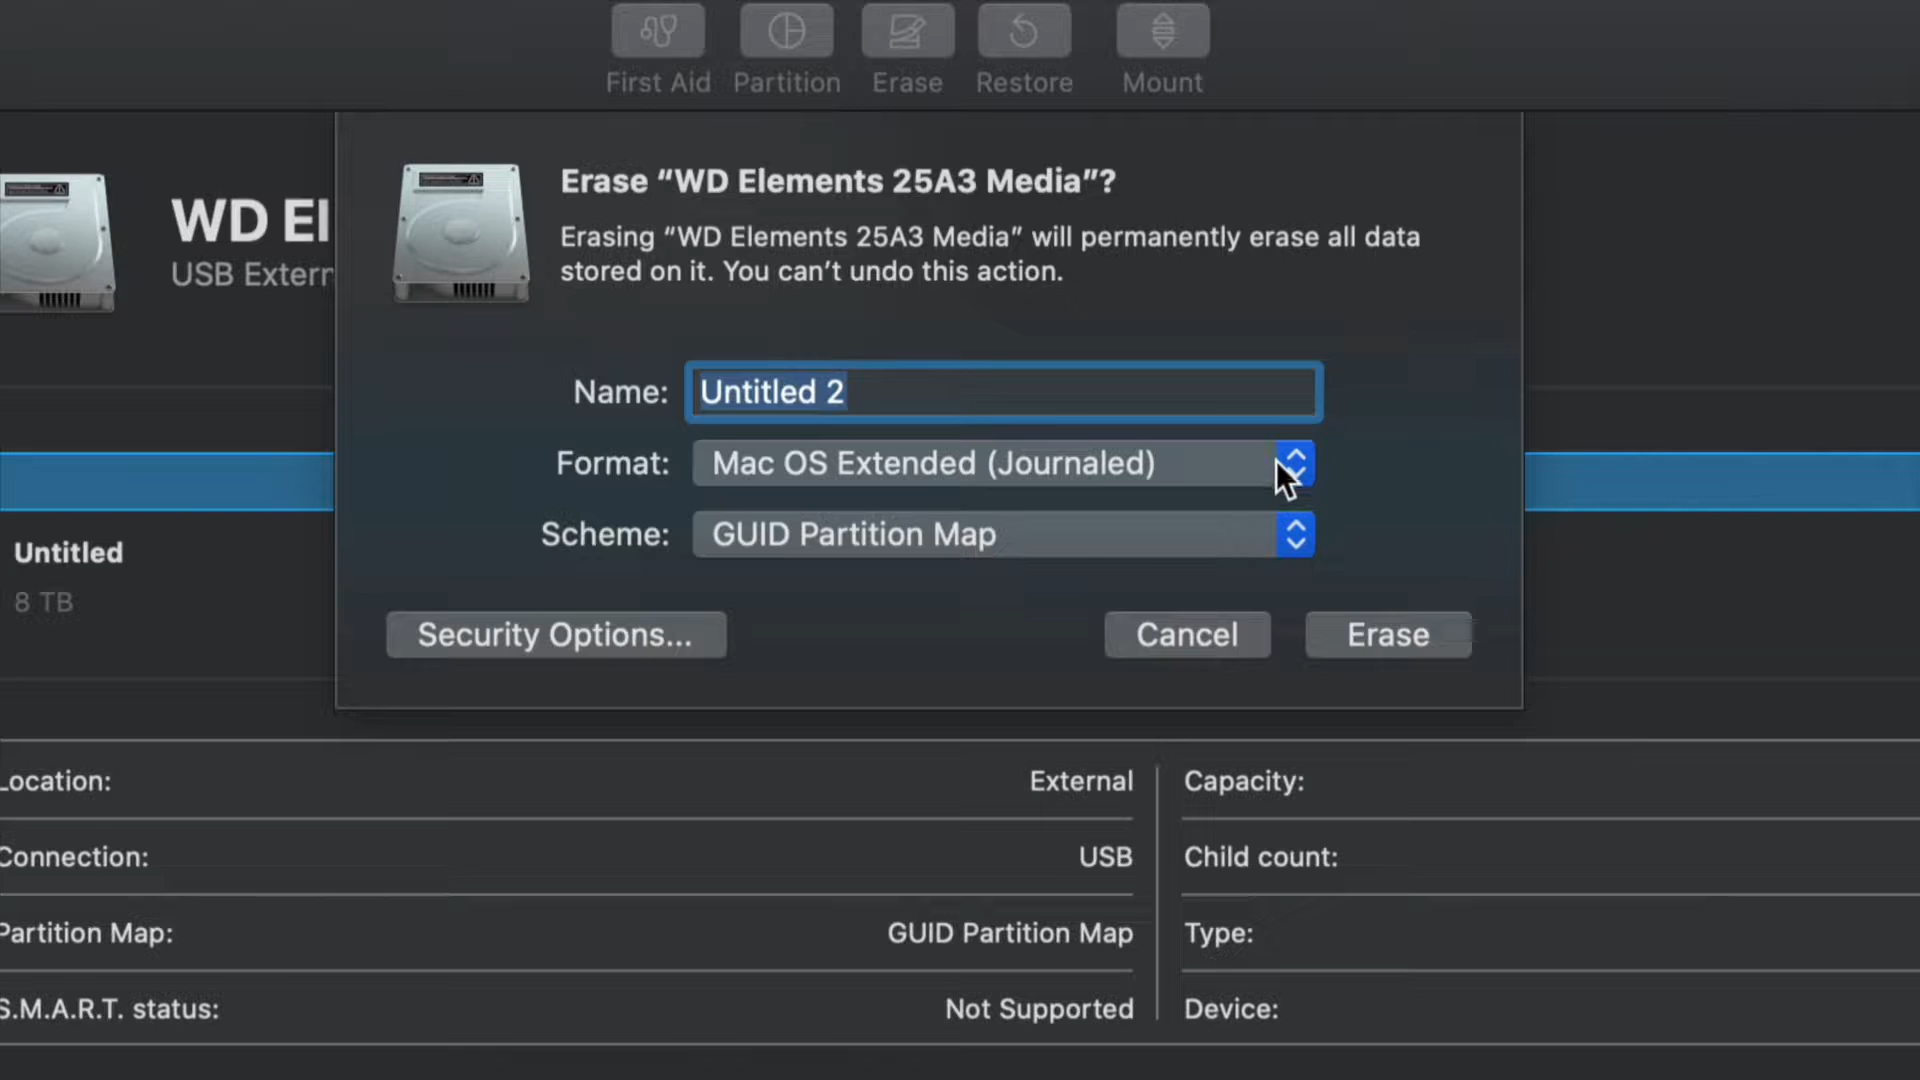 First Aid Partition Erase Restore Mount
WD El
USB Extern
Erase “WD Elements 25A3 Media”?
Erasing “WD Elements 25A3 Media” will permanently erase all data
stored on it. You can’t undo this action.
Name: Untitled 2
Format: Mac OS Extended (Journaled)
Scheme: GUID Partition Map
Untitled
8 TB
Security Options... Cancel Erase
Location: External Capacity:
Connection: USB Child count:
Partition Map: GUID Partition Map Type:
S.M.A.R.T. status: Not Supported Device: